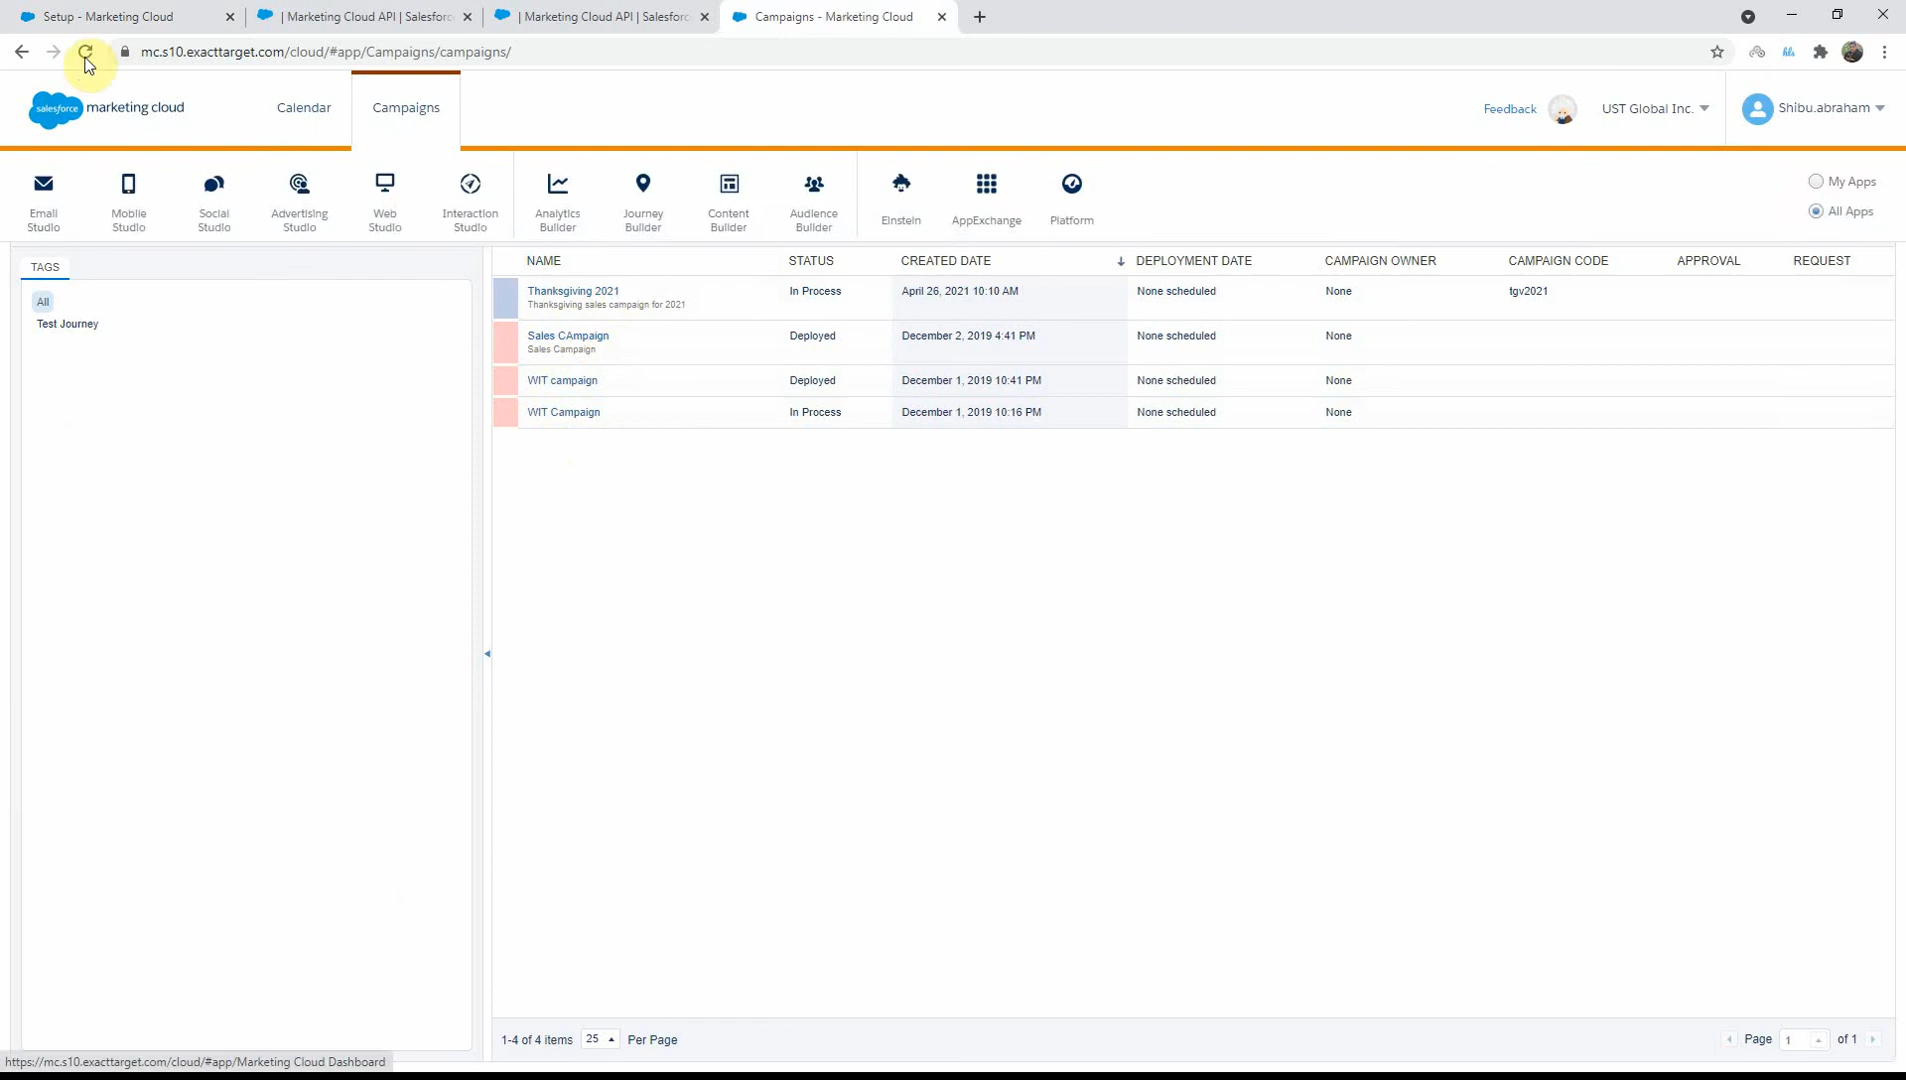 Setup - Marketing Cloud
| Marketing Cloud API | Salesforc
| Marketing Cloud API | Salesforc
Campaigns - Marketing Cloud
mc.s10.exacttarget.com/cloud/#app/Campaigns/campaigns/
salesforce
marketing cloud
Calendar
Campaigns
Feedback
UST Global Inc.
Shibu.abraham
Email
Studio
Mobile
Studio
Social
Studio
Advertising
Studio
Web
Studio
Interaction
Studio
Analytics
Builder
Journey
Builder
Content
Builder
Audience
Builder
Einstein
AppExchange
Platform
My Apps
All Apps
TAGS
All
Test Journey
NAME STATUS CREATED DATE DEPLOYMENT DATE CAMPAIGN OWNER CAMPAIGN CODE APPROVAL REQUEST
Thanksgiving 2021 In Process April 26, 2021 10:10 AM None scheduled None tgv2021
Thanksgiving sales campaign for 2021
Sales CAmpaign Deployed December 2, 2019 4:41 PM None scheduled None
Sales Campaign
WIT campaign Deployed December 1, 2019 10:41 PM None scheduled None
WIT Campaign In Process December 1, 2019 10:16 PM None scheduled None
1-4 of 4 items 25 Per Page
Page 1 of 1
https://mc.s10.exacttarget.com/cloud/#app/Marketing Cloud Dashboard